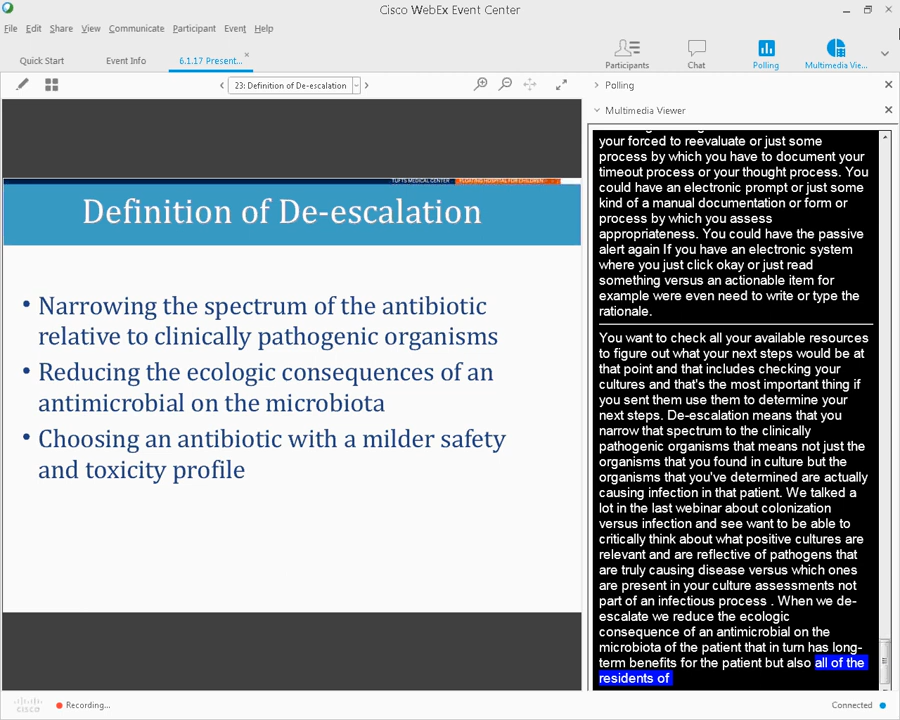 Cisco WebEx Event Center
File Edit Share View Communicate Participant Event Help
Quick Start Event Info 6.1.17 Present...
Participants Chat Polling Multimedia Vie...
23: Definition of De-escalation
Polling
Multimedia Viewer
TUFTS MEDICAL CENTER FLOATING HOSPITAL FOR CHILDREN
Definition of De-escalation
• Narrowing the spectrum of the antibiotic
relative to clinically pathogenic organisms
• Reducing the ecologic consequences of an
antimicrobial on the microbiota
• Choosing an antibiotic with a milder safety
and toxicity profile
your forced to reevaluate or just some
process by which you have to document your
timeout process or your thought process. You
could have an electronic prompt or just some
kind of a manual documentation or form or
process by which you assess
appropriateness. You could have the passive
alert again If you have an electronic system
where you just click okay or just read
something versus an actionable item for
example were even need to write or type the
rationale.
You want to check all your available resources
to figure out what your next steps would be at
that point and that includes checking your
cultures and that's the most important thing if
you sent them use them to determine your
next steps. De-escalation means that you
narrow that spectrum to the clinically
pathogenic organisms that means not just the
organisms that you found in culture but the
organisms that you've determined are actually
causing infection in that patient. We talked a
lot in the last webinar about colonization
versus infection and see want to be able to
critically think about what positive cultures are
relevant and are reflective of pathogens that
are truly causing disease versus which ones
are present in your culture assessments not
part of an infectious process . When we de-
escalate we reduce the ecologic
consequence of an antimicrobial on the
microbiota of the patient that in turn has long-
term benefits for the patient but also all of the
residents of
cisco Recording... Connected